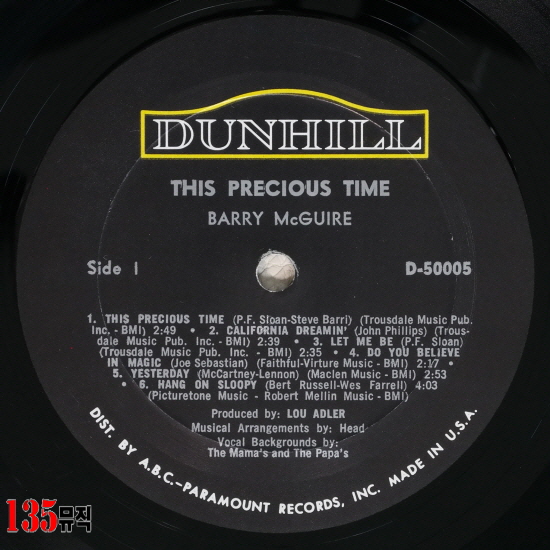 DUNHILL
THIS PRECIOUS TIME
BARRY McGUIRE
Side 1 D-50005
1. THIS PRECIOUS TIME (P.F. Sloan-Steve Barri) (Trousdale Music Pub.
Inc. - BMI) 2:49 • 2. CALIFORNIA DREAMIN' (John Phillips) (Trous-
dale Music Pub. Inc. - BMI) 2:39 • 3. LET ME BE (P.F. Sloan)
(Trousdale Music Pub. Inc. - BMI) 2:35 • 4. DO YOU BELIEVE
IN MAGIC (Joe Sebastian) (Faithful-Virture Music - BMI) 2:17 •
5. YESTERDAY (McCartney-Lennon) (Maclen Music - BMI) 2:53 •
6. HANG ON SLOOPY (Bert Russell-Wes Farrell) 4:03
(Picturetone Music - Robert Mellin Music - BMI)
Produced by: LOU ADLER
Musical Arrangements by: Head
Vocal Backgrounds by:
The Mama's and The Papa's
DIST. BY A.B.C.-PARAMOUNT RECORDS, INC. MADE IN U.S.A.
135뮤직